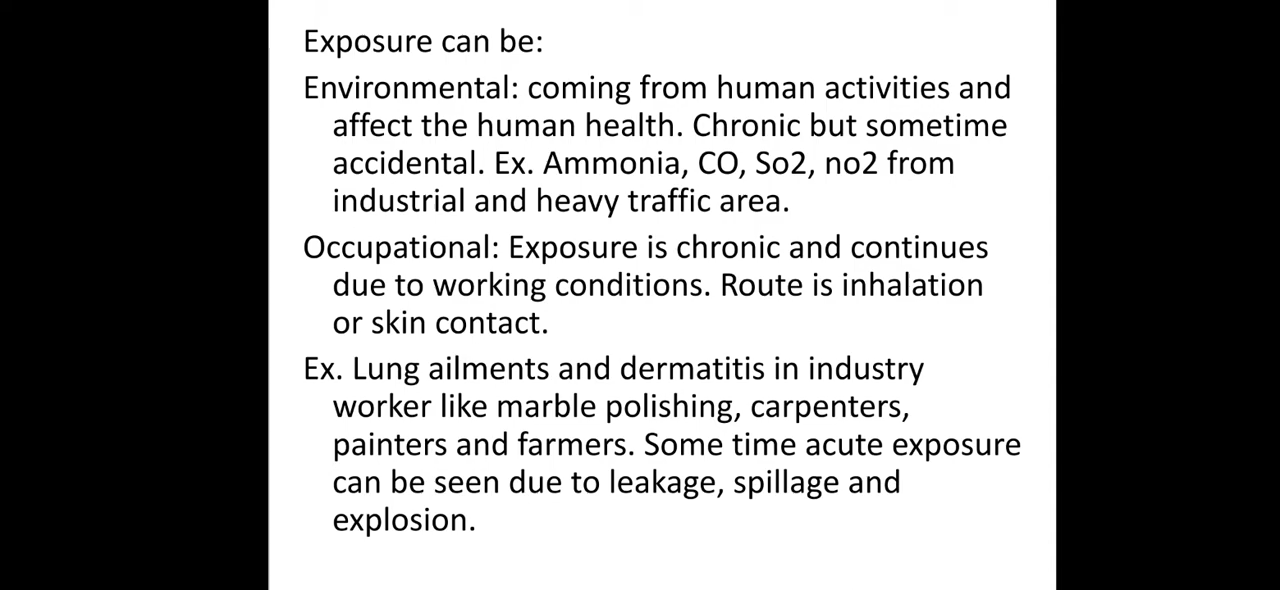 Exposure can be:
Environmental: coming from human activities and
affect the human health. Chronic but sometime
accidental. Ex. Ammonia, CO, So2, no2 from
industrial and heavy traffic area.
Occupational: Exposure is chronic and continues
due to working conditions. Route is inhalation
or skin contact.
Ex. Lung ailments and dermatitis in industry
worker like marble polishing, carpenters,
painters and farmers. Some time acute exposure
can be seen due to leakage, spillage and
explosion.